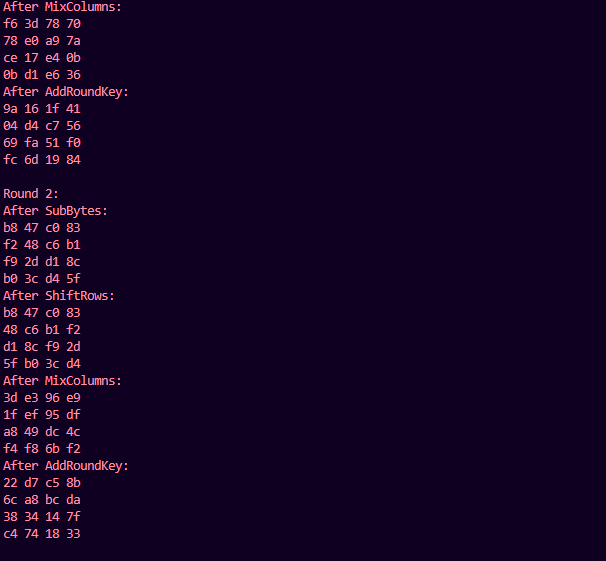 After MixColumns:
f6 3d 78 70
78 e0 a9 7a
ce 17 e4 0b
0b d1 e6 36
After AddRoundKey:
9a 16 1f 41
04 d4 c7 56
69 fa 51 f0
fc 6d 19 84
Round 2:
After SubBytes:
b8 47 c0 83
f2 48 c6 b1
f9 2d d1 8c
b0 3c d4 5f
After ShiftRows:
b8 47 c0 83
48 c6 b1 f2
d1 8c f9 2d
5f b0 3c d4
After MixColumns:
3d e3 96 e9
1f ef 95 df
a8 49 dc 4c
f4 f8 6b f2
After AddRoundKey:
22 d7 c5 8b
6c a8 bc da
38 34 14 7f
c4 74 18 33